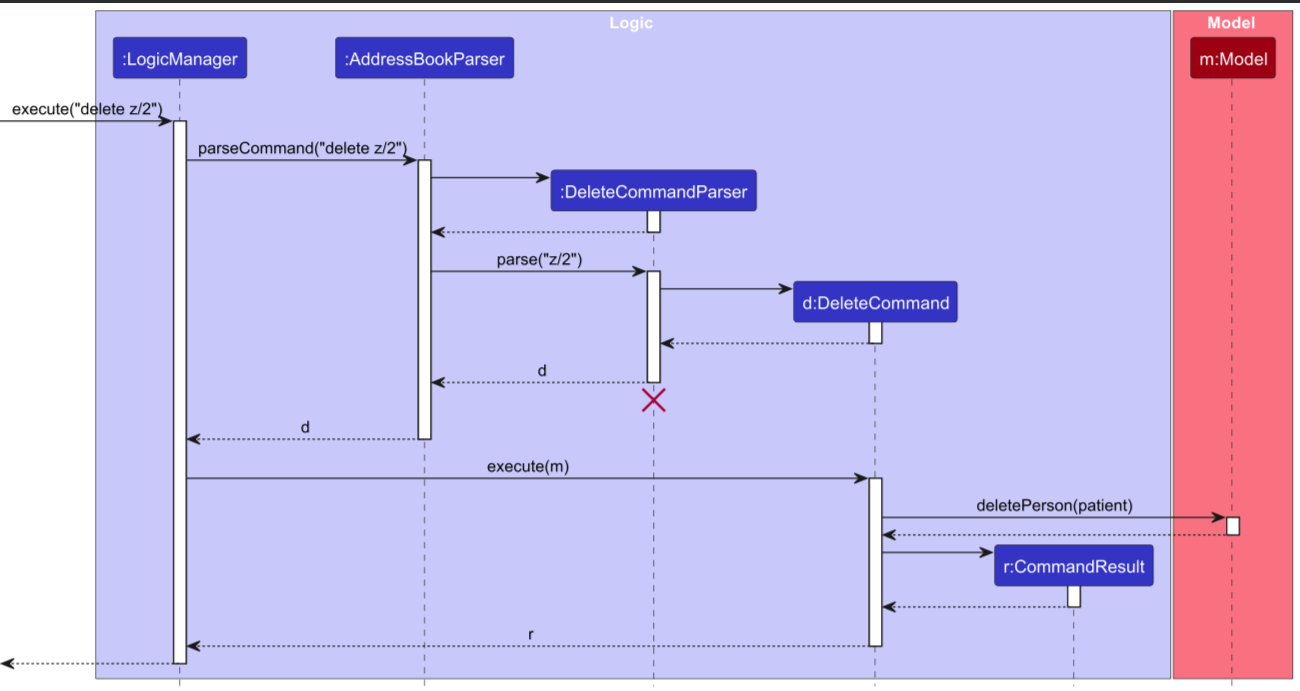 Logic
Model
:LogicManager
:AddressBookParser
m:Model
execute("delete z/2")
parseCommand("delete z/2")
:DeleteCommandParser
parse("z/2")
d:DeleteCommand
d
d
execute(m)
deletePerson(patient)
r:CommandResult
r